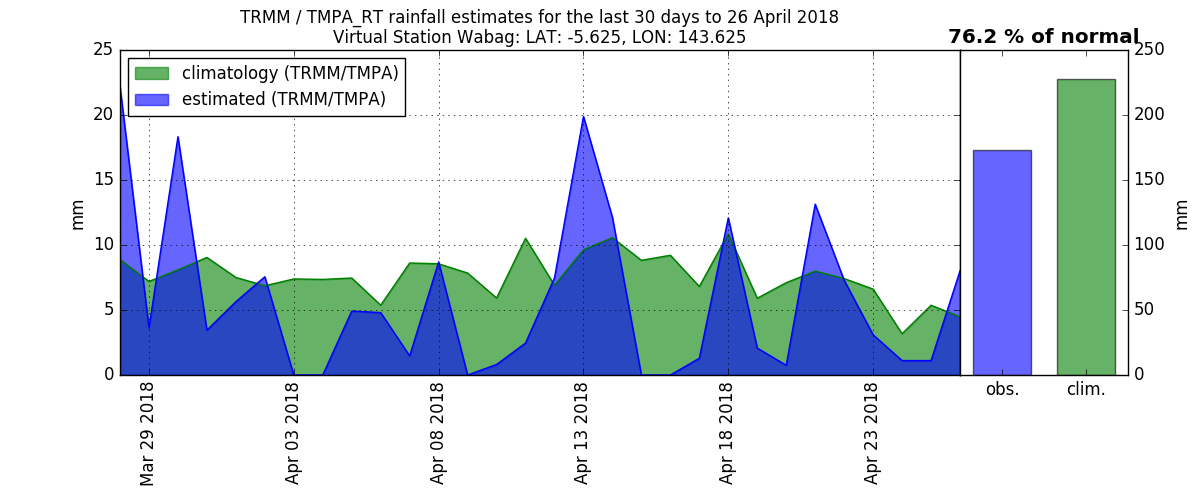 TRMM / TMPA_RT rainfall estimates for the last 30 days to 26 April 2018
Virtual Station Wabag: LAT: -5.625, LON: 143.625
76.2 % of normal
climatology (TRMM/TMPA)
estimated (TRMM/TMPA)
25
20
15
10
5
0
mm
250
200
150
100
50
0
mm
Mar 29 2018
Apr 03 2018
Apr 08 2018
Apr 13 2018
Apr 18 2018
Apr 23 2018
obs.
clim.